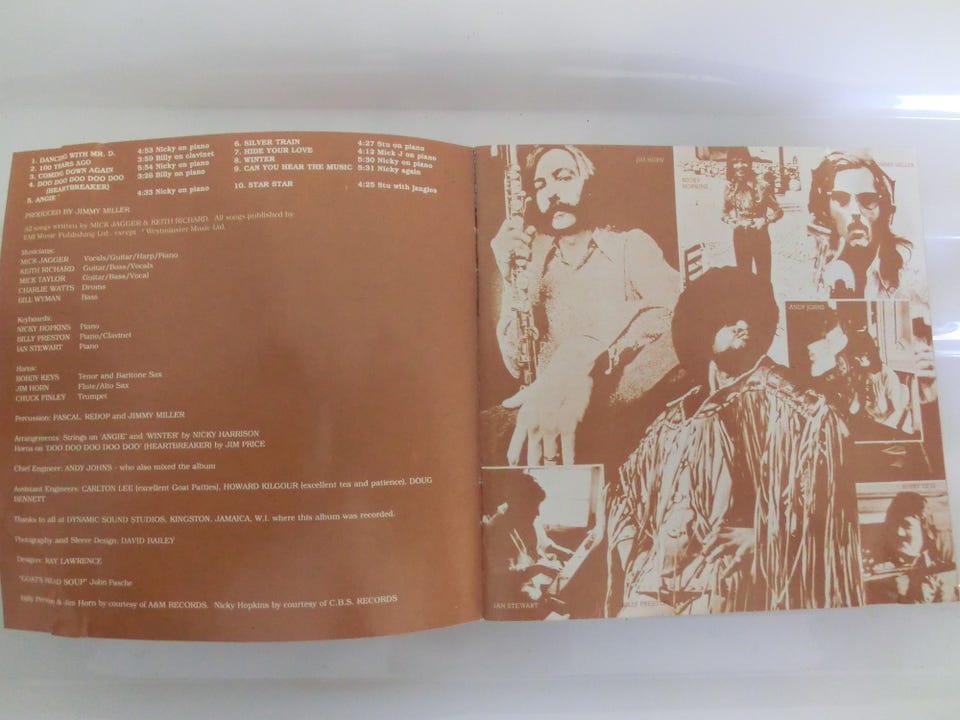 1. DANCING WITH MR. D. 4:53 Nicky on piano
2. 100 YEARS AGO 3:59 Billy on clavinet
3. COMING DOWN AGAIN 5:54 Nicky on piano
4. DOO DOO DOO DOO DOO 3:26 Billy on piano
(HEARTBREAKER)
5. ANGIE 4:33 Nicky on piano
6. SILVER TRAIN 4:27 Stu on piano
7. HIDE YOUR LOVE 4:12 Mick J on piano
8. WINTER 5:30 Nicky on piano
9. CAN YOU HEAR THE MUSIC 5:31 Nicky again
10. STAR STAR 4:25 Stu with jangles
PRODUCED BY JIMMY MILLER
All songs written by MICK JAGGER & KEITH RICHARD. All songs published by
EMI Music Publishing Ltd., except * Westminster Music Ltd.
Musicians:
MICK JAGGER Vocals/Guitar/Harp/Piano
KEITH RICHARD Guitar/Bass/Vocals
MICK TAYLOR Guitar/Bass/Vocal
CHARLIE WATTS Drums
BILL WYMAN Bass
Keyboards:
NICKY HOPKINS Piano
BILLY PRESTON Piano/Clavinet
IAN STEWART Piano
Horns:
BOBBY KEYS Tenor and Baritone Sax
JIM HORN Flute/Alto Sax
CHUCK FINLEY Trumpet
Percussion: PASCAL, REBOP and JIMMY MILLER
Arrangements: Strings on 'ANGIE' and 'WINTER' by NICKY HARRISON
Horns on 'DOO DOO DOO DOO DOO' (HEARTBREAKER) by JIM PRICE
Chief Engineer: ANDY JOHNS - who also mixed the album
Assistant Engineers: CARLTON LEE (excellent Goat Patties), HOWARD KILGOUR (excellent tea and patience), DOUG
BENNETT
Thanks to all at DYNAMIC SOUND STUDIOS, KINGSTON, JAMAICA, W.I. where this album was recorded.
Photography and Sleeve Design: DAVID BAILEY
Designer: RAY LAWRENCE
"GOATS HEAD SOUP" John Pasche
Billy Preston & Jim Horn by courtesy of A&M RECORDS. Nicky Hopkins by courtesy of C.B.S. RECORDS
JIM HORN
NICKY
HOPKINS
MILLER
ANDY JOHNS
BOBBY KEYS
IAN STEWART
BILLY PRESTON